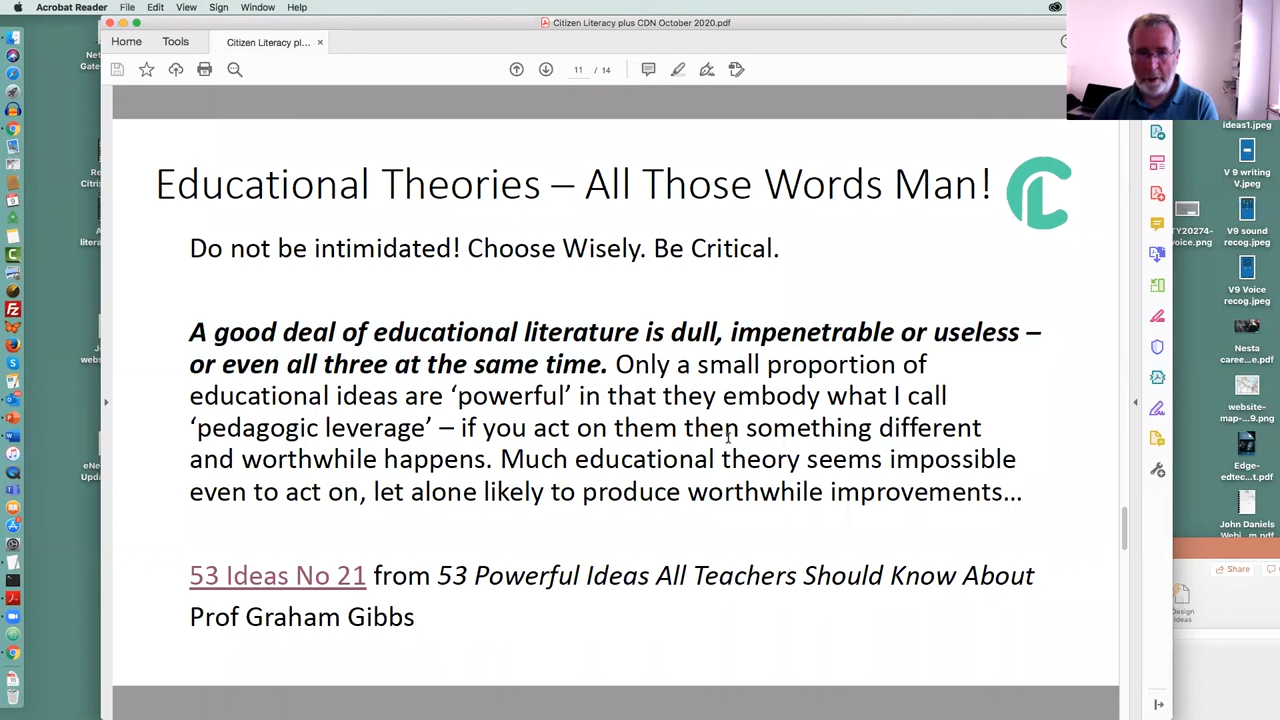 Acrobat Reader File Edit View Sign Window Help
Citizen Literacy plus CDN October 2020.pdf
Home Tools Citizen Literacy pl... ×
11 / 14
Educational Theories – All Those Words Man!
Do not be intimidated! Choose Wisely. Be Critical.
A good deal of educational literature is dull, impenetrable or useless –
or even all three at the same time. Only a small proportion of
educational ideas are ‘powerful’ in that they embody what I call
‘pedagogic leverage’ – if you act on them then something different
and worthwhile happens. Much educational theory seems impossible
even to act on, let alone likely to produce worthwhile improvements…
53 Ideas No 21 from 53 Powerful Ideas All Teachers Should Know About
Prof Graham Gibbs
ideas1.jpeg
V 9 writing
V.jpeg
V9 sound
recog.jpeg
TY20274-
voice.png
V9 Voice
recog.jpeg
Nesta
caree...e.pdf
website-
map-...9.png
Edge-
edtec...t.pdf
John Daniels
Webi...m.pdf
Share
Design
Ideas